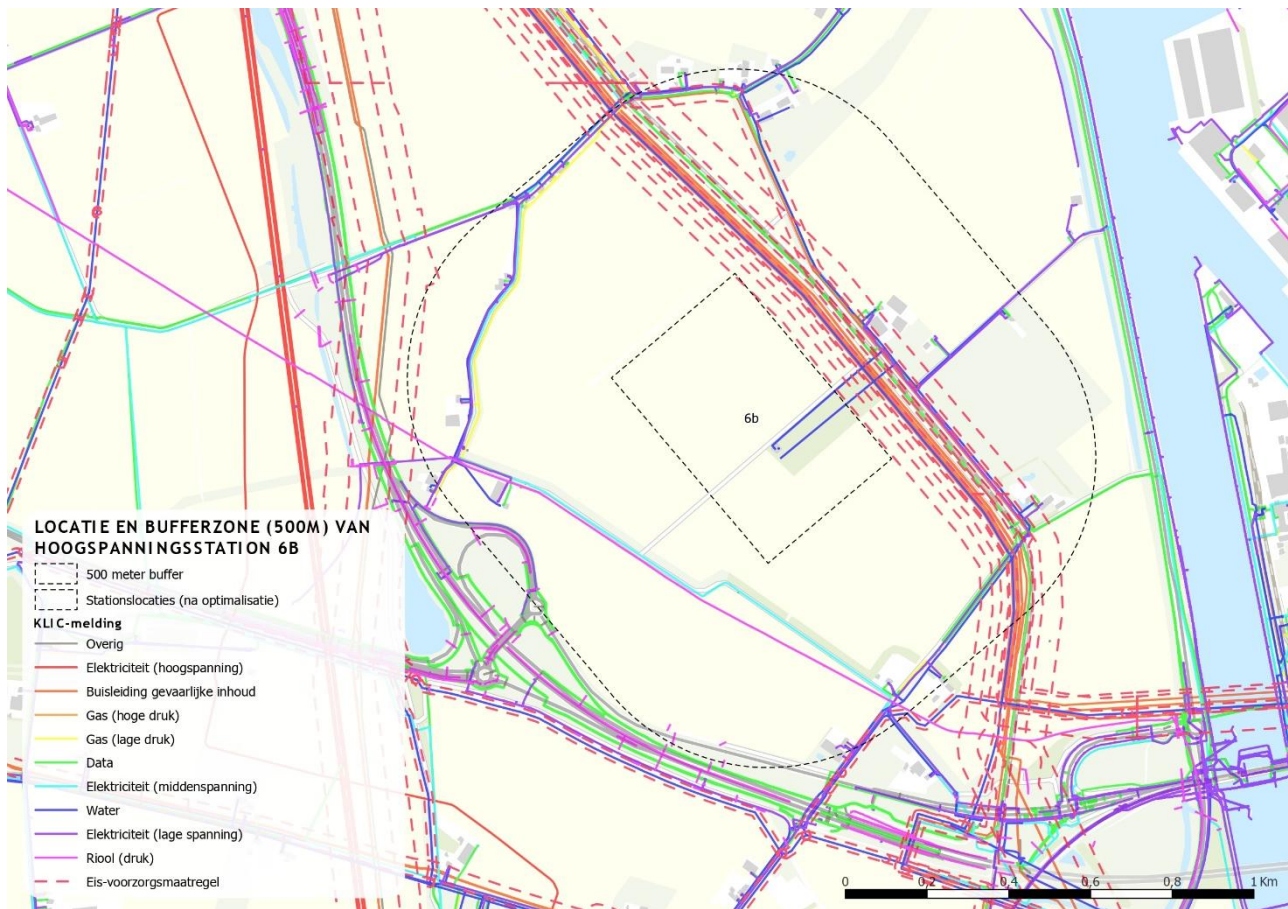 6b
LOCATIE EN BUFFERZONE (500M) VAN
HOOGSPANNINGSSTATION 6B
500 meter buffer
Stationslocaties (na optimalisatie)
KLIC-melding
Overig
Elektriciteit (hoogspanning)
Buisleiding gevaarlijke inhoud
Gas (hoge druk)
Gas (lage druk)
Data
Elektriciteit (middenspanning)
Water
Elektriciteit (lage spanning)
Riool (druk)
Eis-voorzorgsmaatregel
0 0,2 0,4 0,6 0,8 1 Km